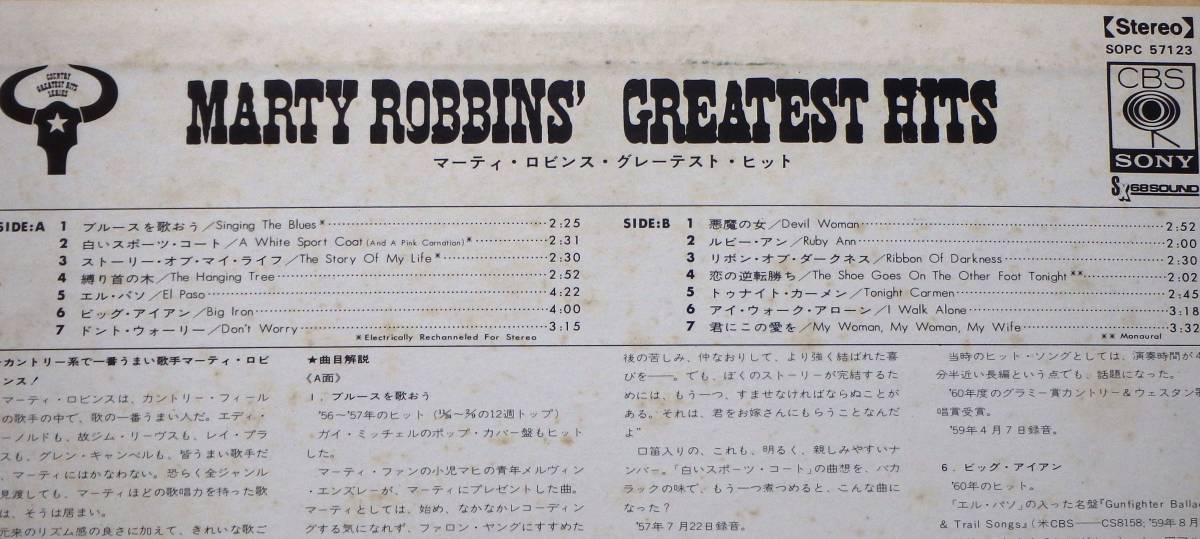 【Stereo】
SOPC 57123
COUNTRY
GREATEST HITS
SERIES
CBS
SONY
SX 68 SOUND
MARTY ROBBINS' GREATEST HITS
マーティ・ロビンス・グレーテスト・ヒット
SIDE:A 1 ブルースを歌おう/Singing The Blues* 2:25
2 白いスポーツ・コート/A White Sport Coat (And A Pink Carnation)* 2:31
3 ストーリー・オブ・マイ・ライフ/The Story Of My Life* 2:30
4 縛り首の木/The Hanging Tree 2:52
5 エル・パソ/El Paso 4:22
6 ビッグ・アイアン/Big Iron 4:00
7 ドント・ウォーリー/Don't Worry 3:15
*Electrically Rechanneled For Stereo
SIDE:B 1 悪魔の女/Devil Woman 2:52
2 ルビー・アン/Ruby Ann 2:00
3 リボン・オブ・ダークネス/Ribbon Of Darkness 2:30
4 恋の逆転勝ち/The Shoe Goes On The Other Foot Tonight** 2:02
5 トゥナイト・カーメン/Tonight Carmen 2:45
6 アイ・ウォーク・アローン/I Walk Alone 3:18
7 君にこの愛を/My Woman, My Woman, My Wife 3:32
** Monaural
カントリー系で一番うまい歌手マーティ・ロビ
ンス!
マーティ・ロビンスは、カントリー・フィール
の歌手の中で、歌の一番うまい人だ。エディ・
ーノルドも、故ジム・リーヴスも、レイ・プラ
スも、グレン・キャンベルも、皆うまい歌手だ
、マーティにはかなわない。恐らく全ジャンル
見渡しても、マーティほどの歌唱力を持った歌
は、そうは居まい。
元来のリズム感の良さに加えて、きれいな歌ご
★曲目解説
《A面》
1. ブルースを歌おう
'56〜'57年のヒット(〜の12週トップ)
ガイ・ミッチェルのポップ・カバー盤もヒット
した。
マーティ・ファンの小児マヒの青年メルヴィン
・エンズレーが、マーティにプレゼントした曲。
マーティとしては、始め、なかなかレコーディン
グする気になれず、ファロン・ヤングにすすめた
後の苦しみ、仲なおりして、より強く結ばれた喜
びを──。でも、ぼくのストーリーが完結するた
めには、もう一つ、すませなければならぬことが
ある。それは、君をお嫁さんにもらうことなんだ
よ”
口笛入りの、これも、明るく、親しみやすいナ
ンバー。「白いスポーツ・コート」の曲想を、バカ
ラックの味で、もう一つ煮つめると、こんな曲に
なった?
'57年7月22日録音。
当時のヒット・ソングとしては、演奏時間が4
分半近い長編という点でも、話題になった。
'60年度のグラミー賞カントリー&ウェスタン歌
唱賞受賞。
'59年4月7日録音。
6. ビッグ・アイアン
'60年のヒット。
「エル・パソ」の入った名盤『Gunfighter Ballad
& Trail Songs』(米CBS──CS8158; '59年8月